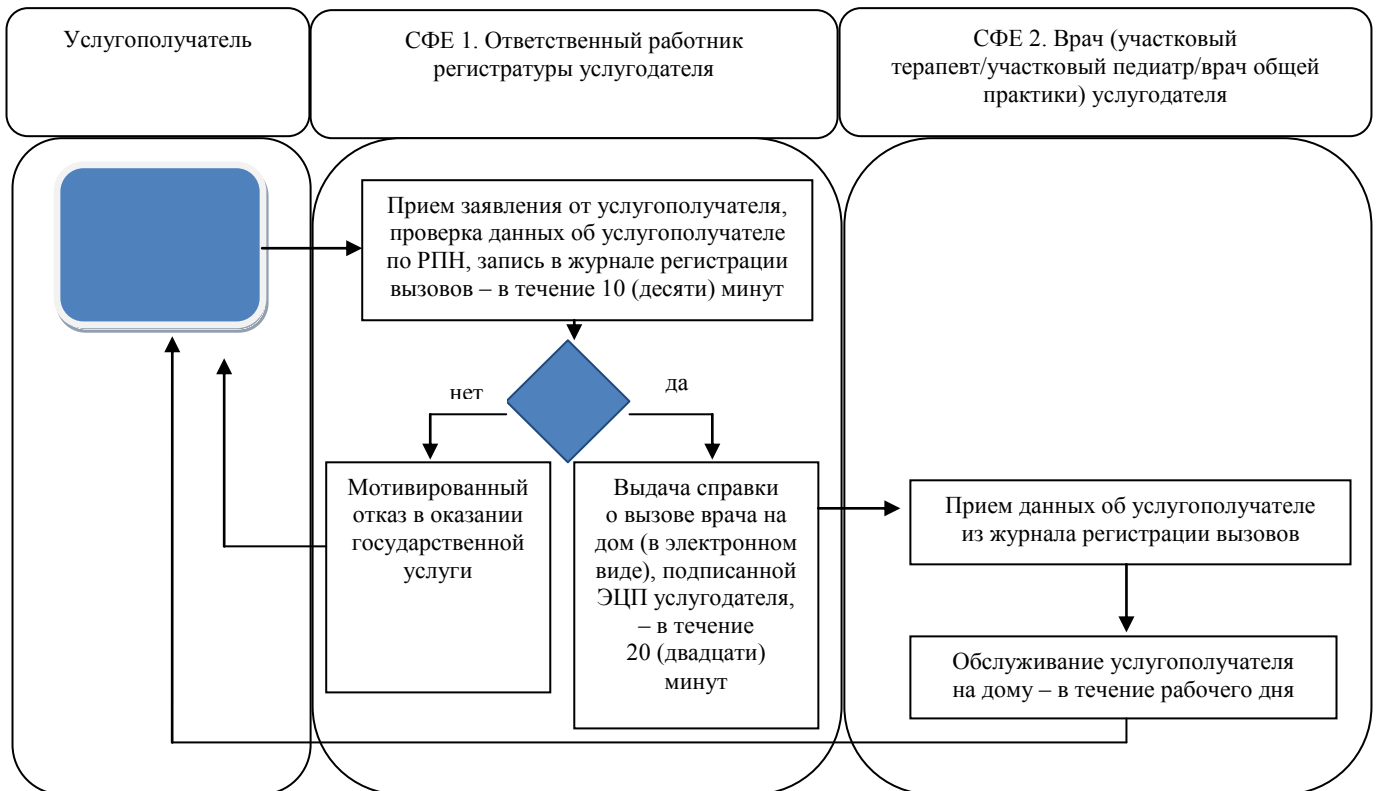 Услугополучатель
СФЕ 1. Ответственный работник
регистратуры услугодателя
СФЕ 2. Врач (участковый
терапевт/участковый педиатр/врач общей
практики) услугодателя
Прием заявления от услугополучателя,
проверка данных об услугополучателе
по РПН, запись в журнале регистрации
вызовов – в течение 10 (десяти) минут
нет
да
Мотивированный
отказ в оказании
государственной
услуги
Выдача справки
о вызове врача на
дом (в электронном
виде), подписанной
ЭЦП услугодателя,
– в течение
20 (двадцати)
минут
Прием данных об услугополучателе
из журнала регистрации вызовов
Обслуживание услугополучателя
на дому – в течение рабочего дня